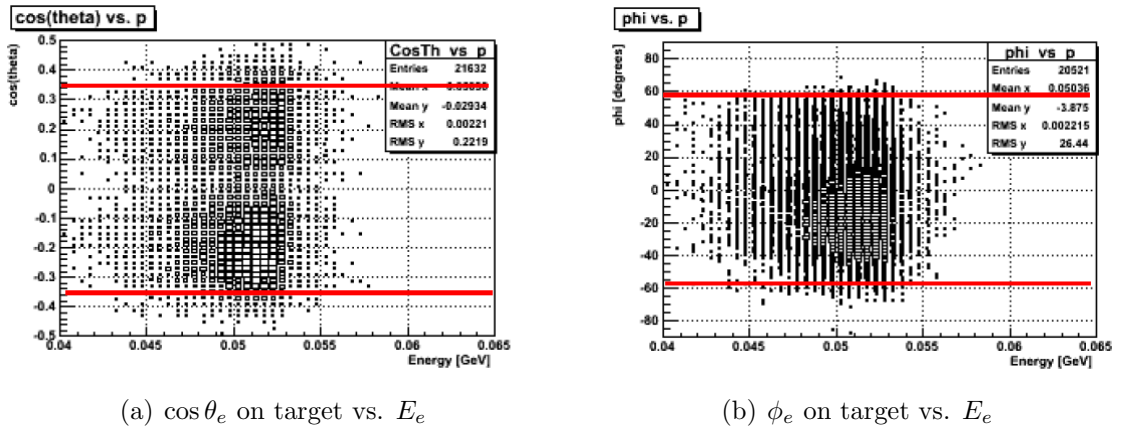 cos(theta) vs. p
CosTh vs p
Entries 21632
Mean x
Mean y -0.02934
RMS x 0.00221
RMS y 0.2219
cos(theta)
0.5
0.4
0.3
0.2
0.1
0
-0.1
-0.2
-0.3
-0.4
-0.5
0.04 0.045 0.05 0.055 0.06 0.065
Energy [GeV]
(a) cos θₑ on target vs. Eₑ
phi vs. p
phi vs p
Entries 20521
Mean x 0.05036
Mean y -3.875
RMS x 0.002215
RMS y 26.44
phi [degrees]
80
60
40
20
0
-20
-40
-60
-80
0.04 0.045 0.05 0.055 0.06 0.065
Energy [GeV]
(b) ϕₑ on target vs. Eₑ